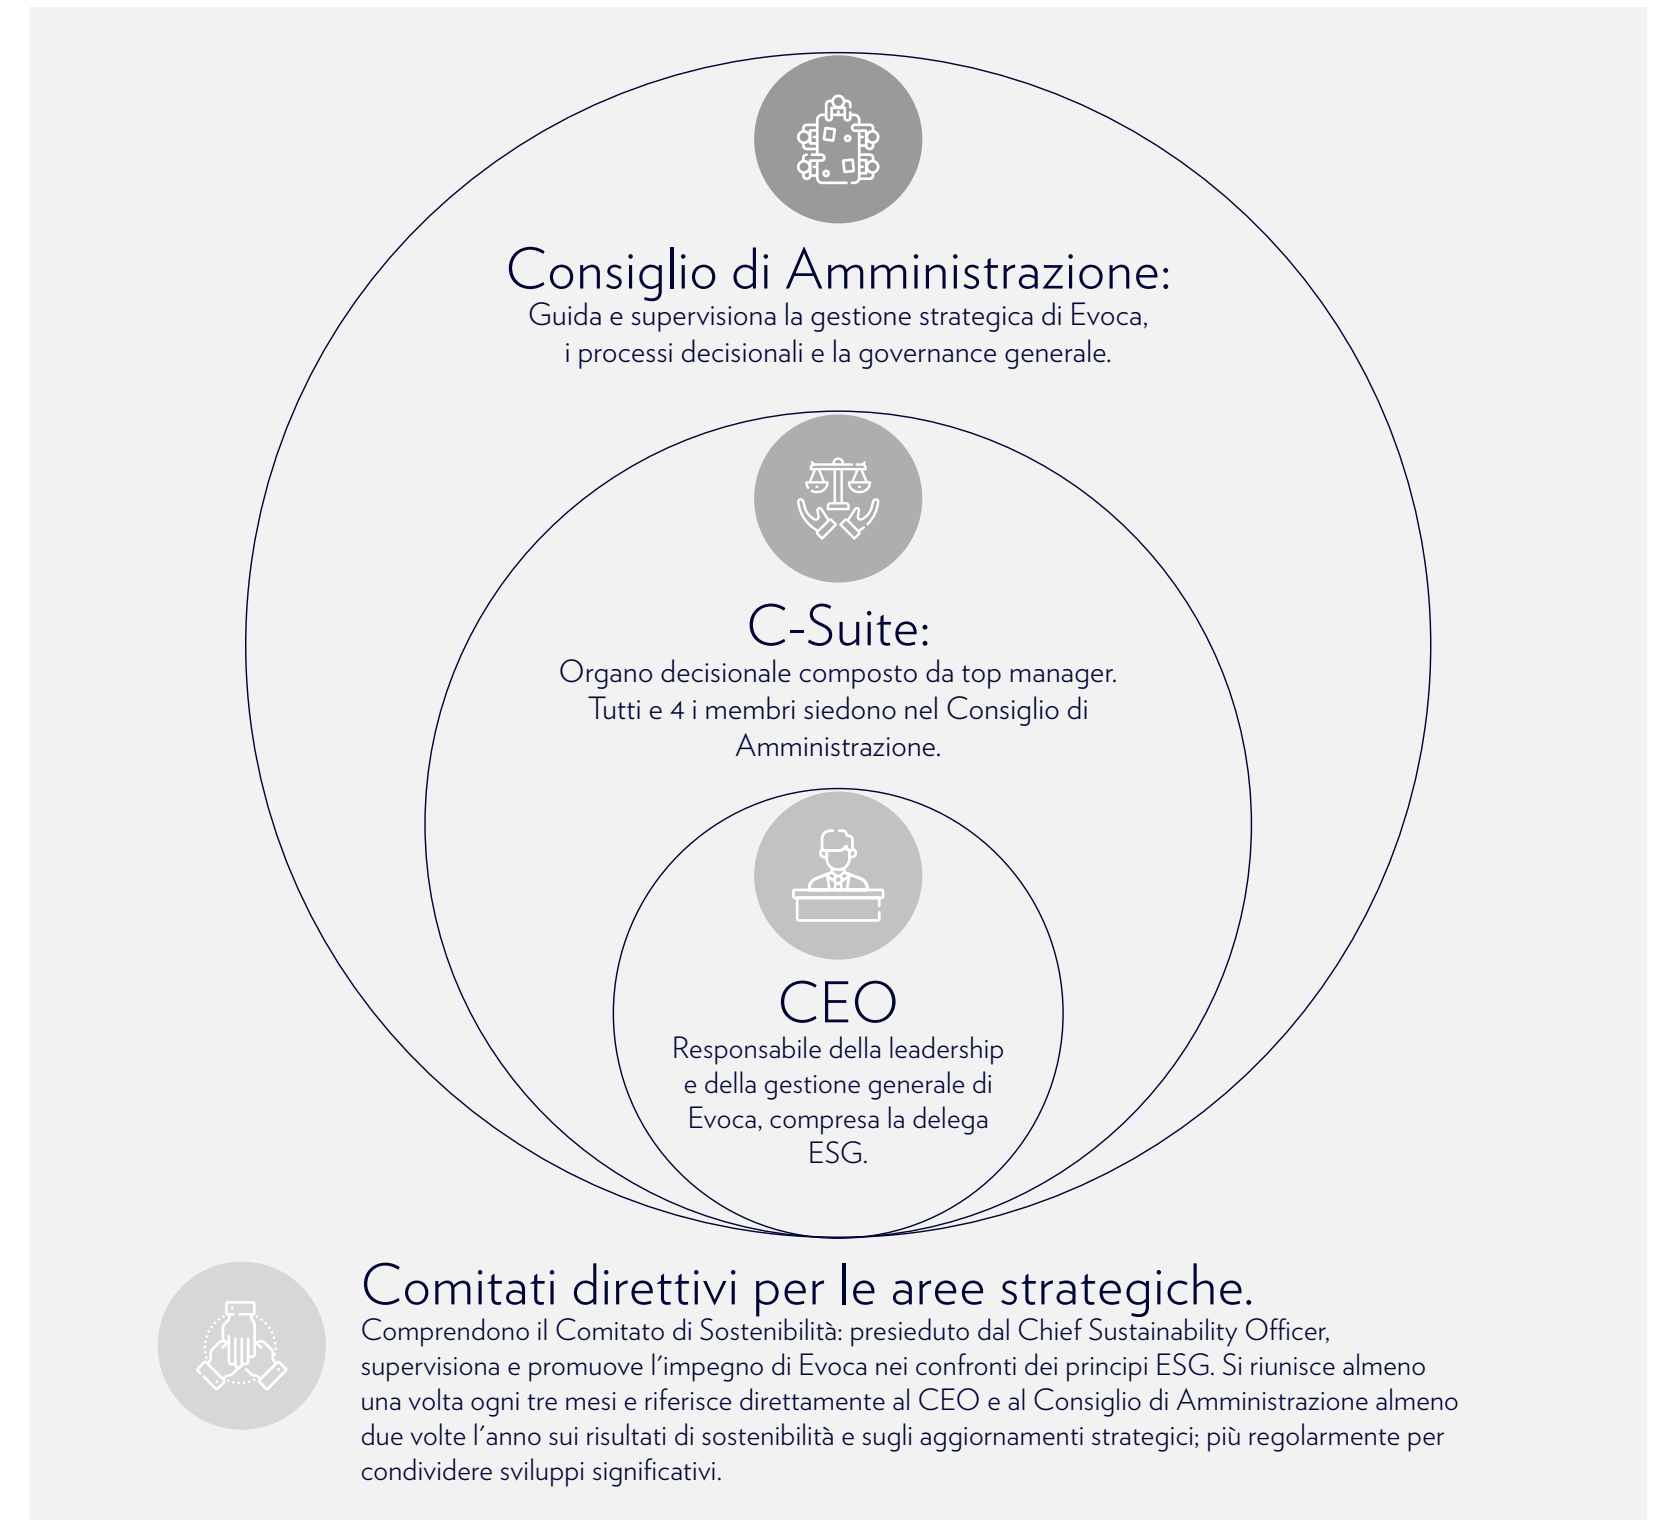 Consiglio di Amministrazione:
Guida e supervisiona la gestione strategica di Evoca,
i processi decisionali e la governance generale.
C-Suite:
Organo decisionale composto da top manager.
Tutti e 4 i membri siedono nel Consiglio di
Amministrazione.
CEO
Responsabile della leadership
e della gestione generale di
Evoca, compresa la delega
ESG.
Comitati direttivi per le aree strategiche.
Comprendono il Comitato di Sostenibilità: presieduto dal Chief Sustainability Officer,
supervisiona e promuove l'impegno di Evoca nei confronti dei principi ESG. Si riunisce almeno
una volta ogni tre mesi e riferisce direttamente al CEO e al Consiglio di Amministrazione almeno
due volte l'anno sui risultati di sostenibilità e sugli aggiornamenti strategici; più regolarmente per
condividere sviluppi significativi.